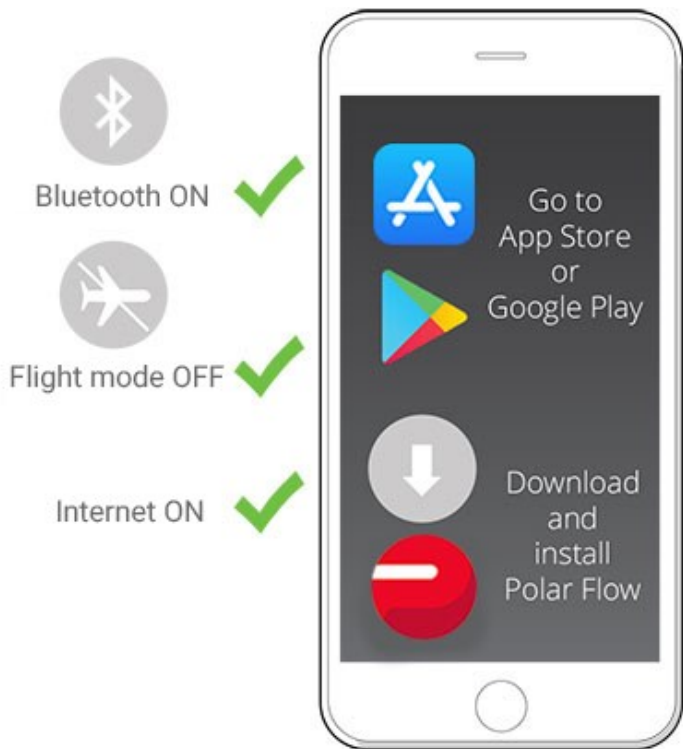 Bluetooth ON
Flight mode OFF
Internet ON
Go to
App Store
or
Google Play
Download
and
install
Polar Flow